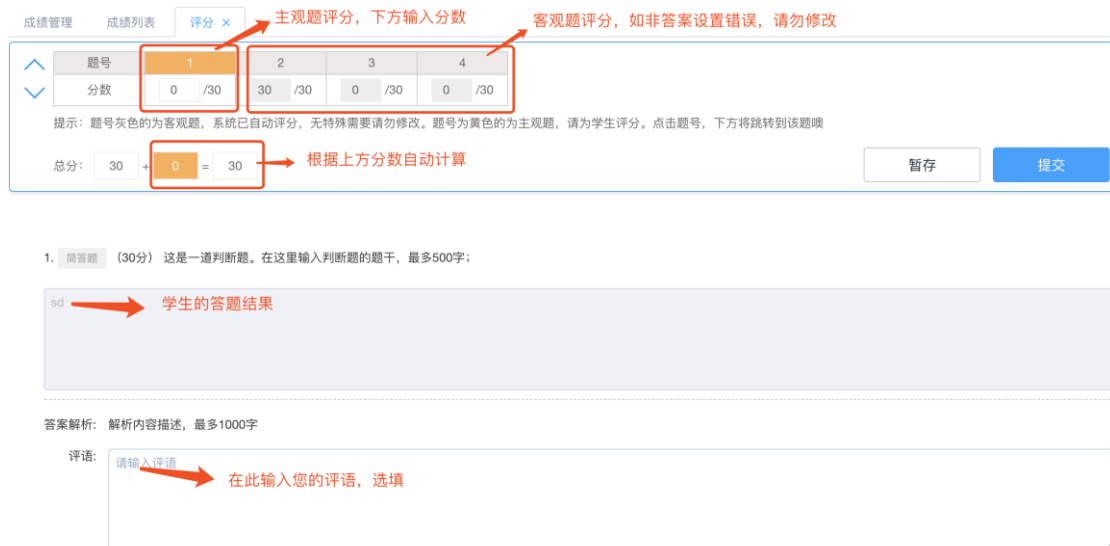 成绩管理 成绩列表 评分 × 主观题评分，下方输入分数 客观题评分，如非答案设置错误，请勿修改
题号 1 2 3 4
分数 0 /30 30 /30 0 /30 0 /30
提示：题号灰色的为客观题，系统已自动评分，无特殊需要请勿修改。题号为黄色的为主观题，请为学生评分。点击题号，下方将跳转到该题噢
总分： 30 + 0 = 30 根据上方分数自动计算 暂存 提交
1. 简答题 （30分） 这是一道判断题。在这里输入判断题的题干，最多500字；
sd 学生的答题结果
答案解析: 解析内容描述，最多1000字
评语: 请输入评语
在此输入您的评语，选填